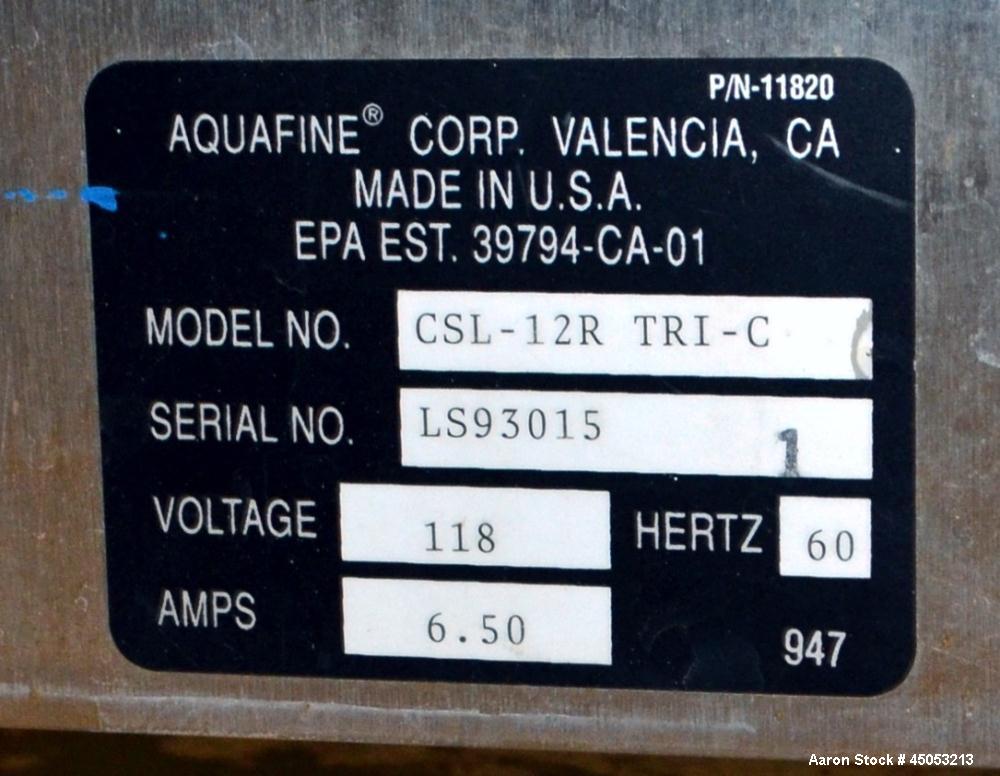 P/N-11820
AQUAFINE® CORP. VALENCIA, CA
MADE IN U.S.A.
EPA EST. 39794-CA-01
MODEL NO. CSL-12R TRI-C
SERIAL NO. LS93015 1
VOLTAGE 118 HERTZ 60
AMPS 6.50
947
Aaron Stock # 45053213